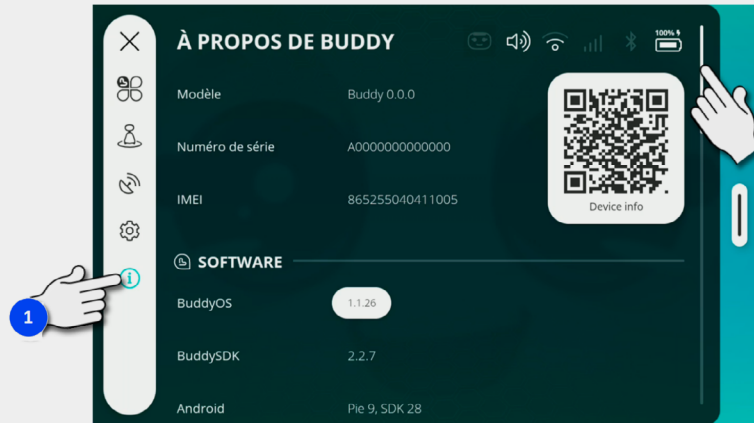 À PROPOS DE BUDDY
100%
Modèle Buddy 0.0.0
Numéro de série A0000000000000
IMEI 865255040411005
Device info
SOFTWARE
1
BuddyOS 1.1.26
BuddySDK 2.2.7
Android Pie 9, SDK 28